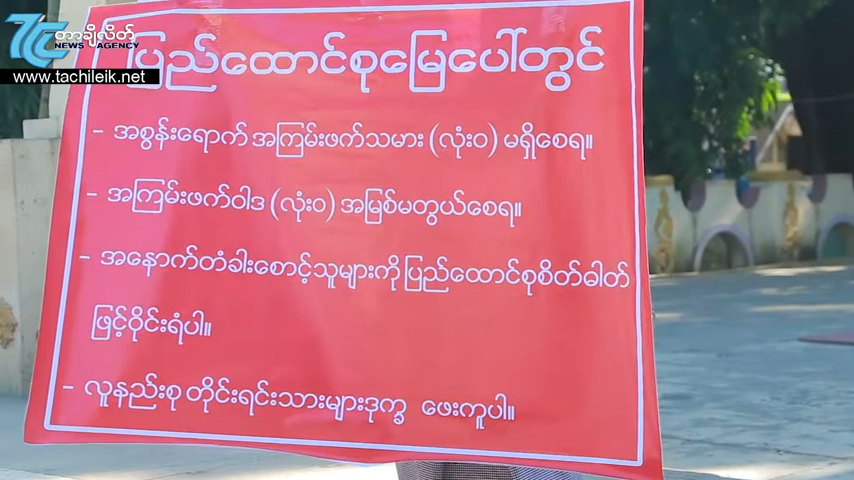 တာချီလိတ်
NEWS AGENCY
www.tachileik.net
ပြည်ထောင်စုမြေပေါ်တွင်
- အစွန်းရောက် အကြမ်းဖက်သမား (လုံးဝ) မရှိစေရ။
- အကြမ်းဖက်ဝါဒ (လုံးဝ) အမြစ်မတွယ်စေရ။
- အနောက်တံခါးစောင့်သူများကို ပြည်ထောင်စုစိတ်ဓါတ်
ဖြင့်ဝိုင်းရံပါ။
- လူနည်းစု တိုင်းရင်းသားများဒုက္ခ ဖေးကူပါ။